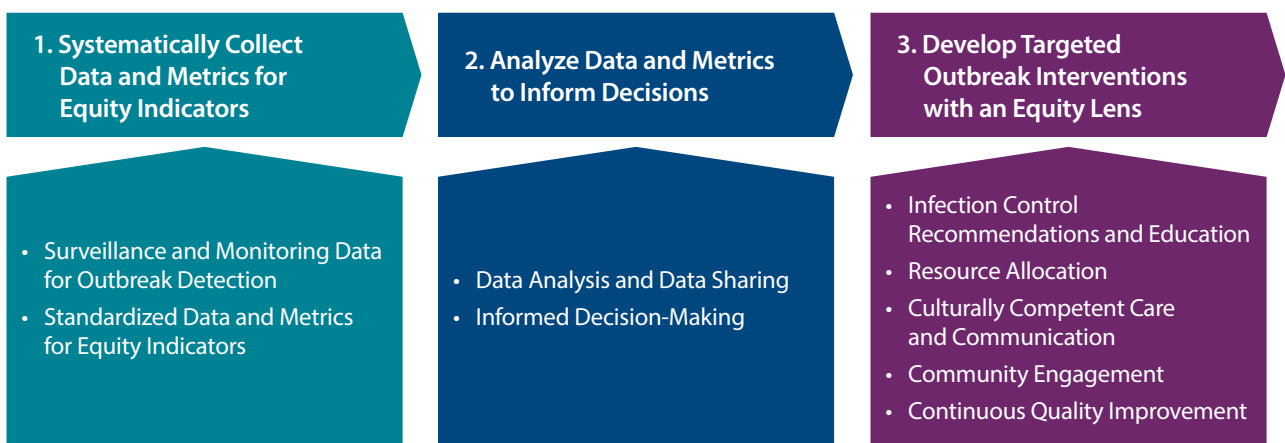 1. Systematically Collect
Data and Metrics for
Equity Indicators
2. Analyze Data and Metrics
to Inform Decisions
3. Develop Targeted
Outbreak Interventions
with an Equity Lens
• Surveillance and Monitoring Data
for Outbreak Detection
• Standardized Data and Metrics
for Equity Indicators
• Data Analysis and Data Sharing
• Informed Decision-Making
• Infection Control
Recommendations and Education
• Resource Allocation
• Culturally Competent Care
and Communication
• Community Engagement
• Continuous Quality Improvement